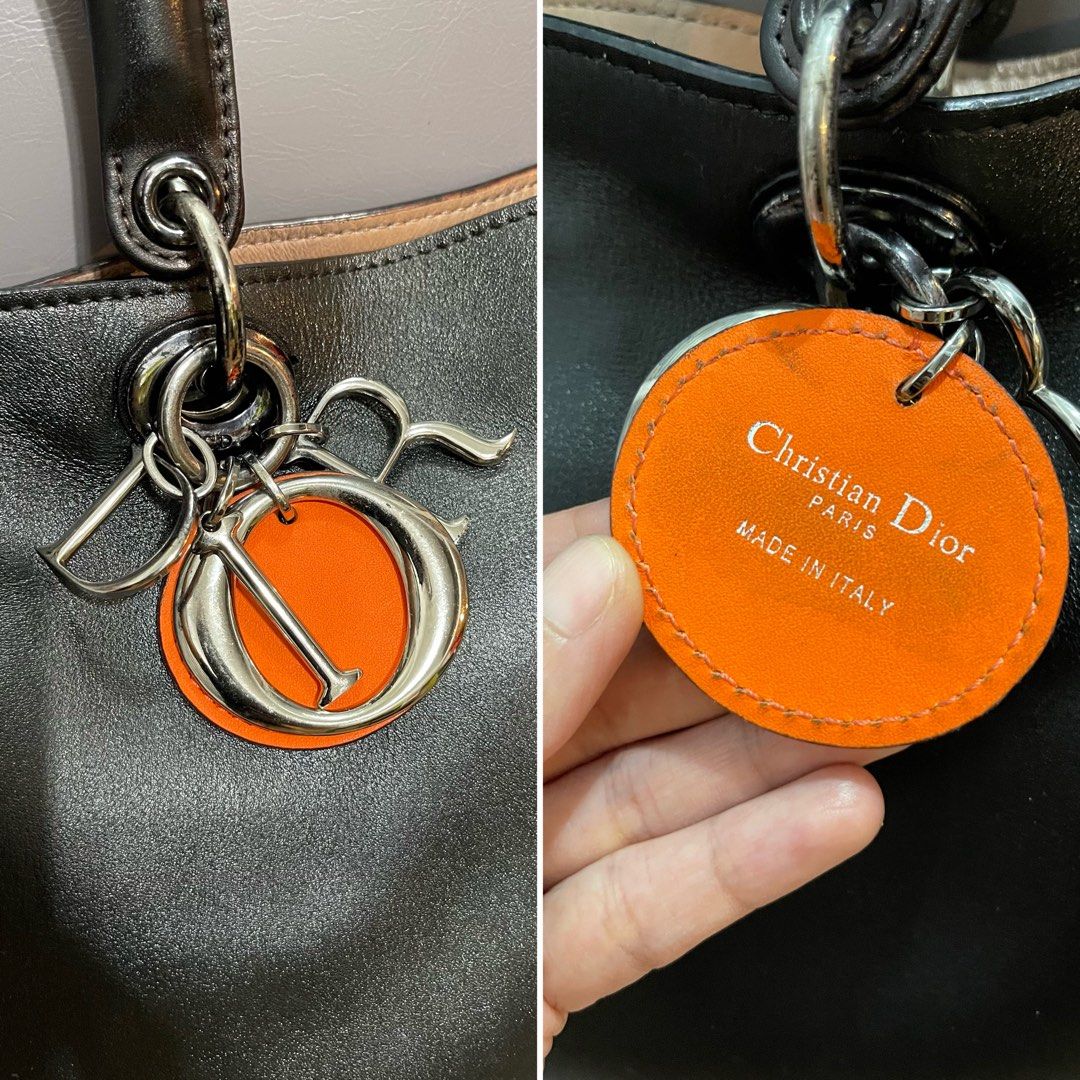 D I O R
Christian Dior
PARIS
MADE IN ITALY